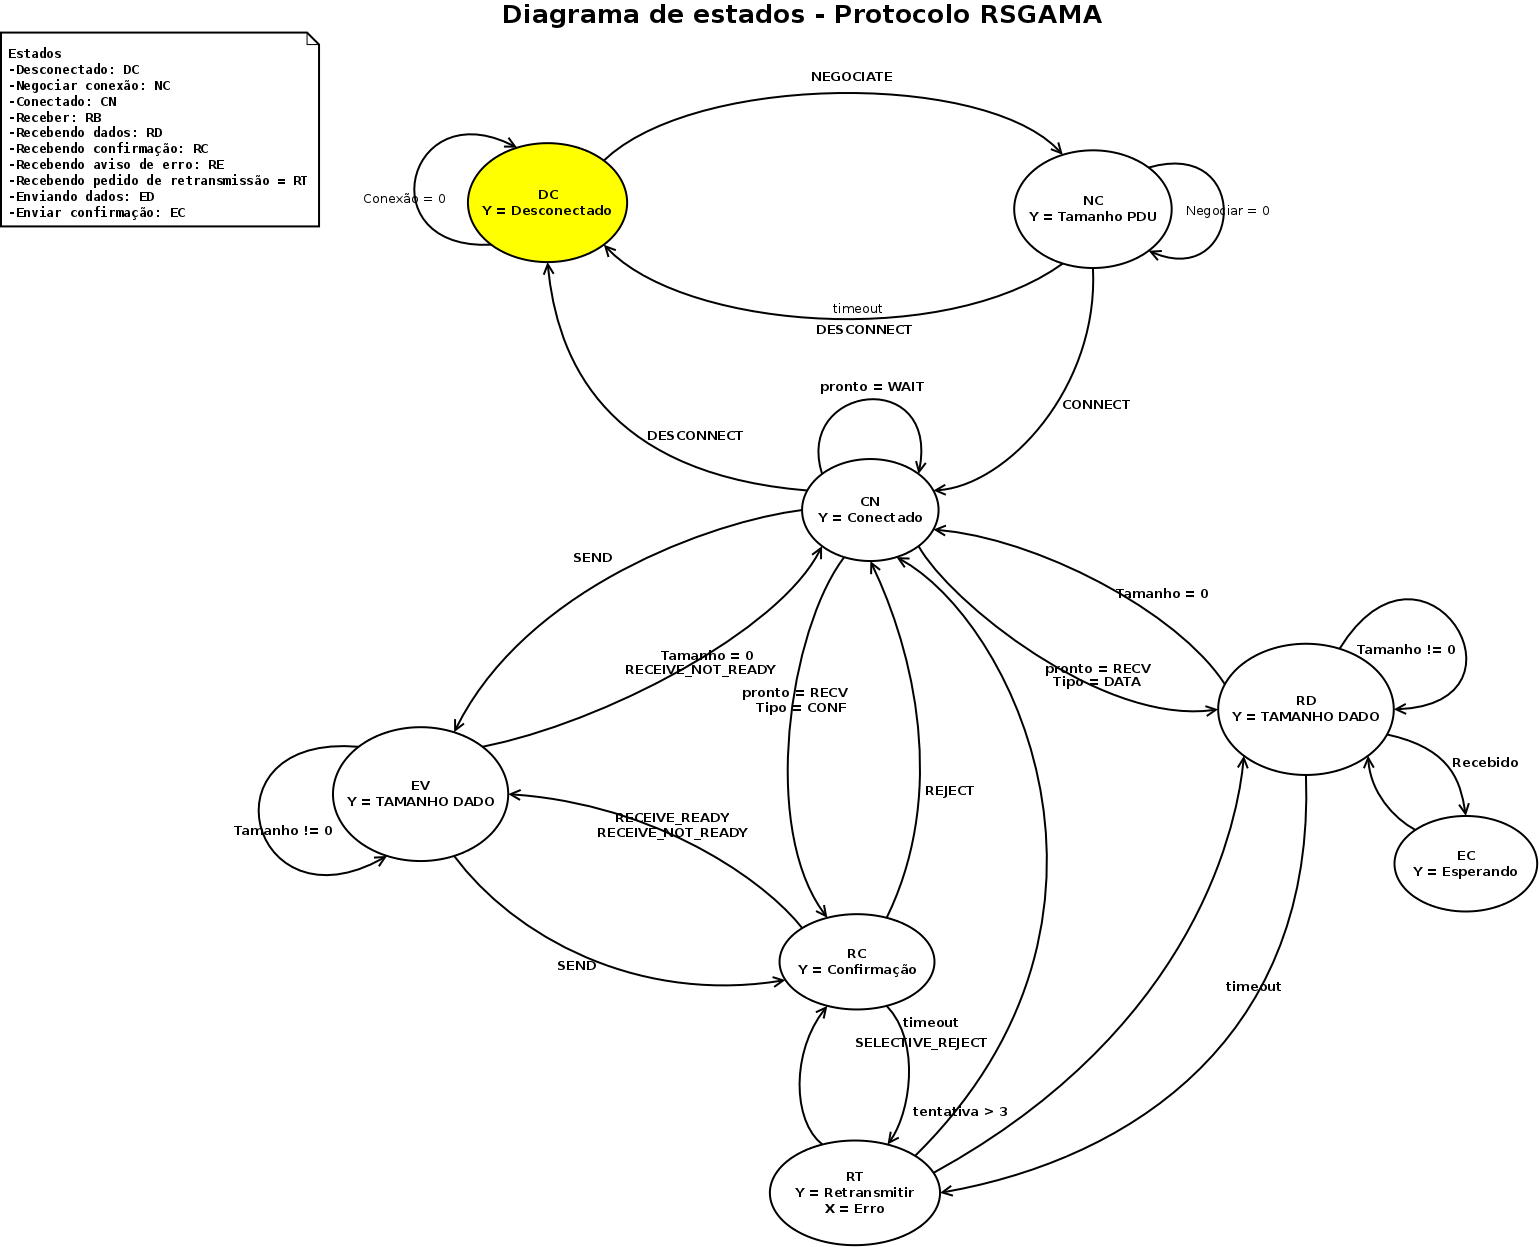 Diagrama de estados - Protocolo RSGAMA
Estados
-Desconectado: DC
-Negociar conexão: NC
-Conectado: CN
-Receber: RB
-Recebendo dados: RD
-Recebendo confirmação: RC
-Recebendo aviso de erro: RE
-Recebendo pedido de retransmissão = RT
-Enviando dados: ED
-Enviar confirmação: EC
NEGOCIATE
Conexão = 0
DC
Y = Desconectado
NC
Y = Tamanho PDU
Negociar = 0
timeout
DESCONNECT
pronto = WAIT
CONNECT
DESCONNECT
CN
Y = Conectado
SEND
Tamanho = 0
Tamanho = 0
RECEIVE_NOT_READY
pronto = RECV
Tipo = CONF
pronto = RECV
Tipo = DATA
Tamanho != 0
RD
Y = TAMANHO DADO
Recebido
EV
Y = TAMANHO DADO
Tamanho != 0
RECEIVE_READY
RECEIVE_NOT_READY
REJECT
EC
Y = Esperando
SEND
RC
Y = Confirmação
timeout
timeout
SELECTIVE_REJECT
tentativa > 3
RT
Y = Retransmitir
X = Erro